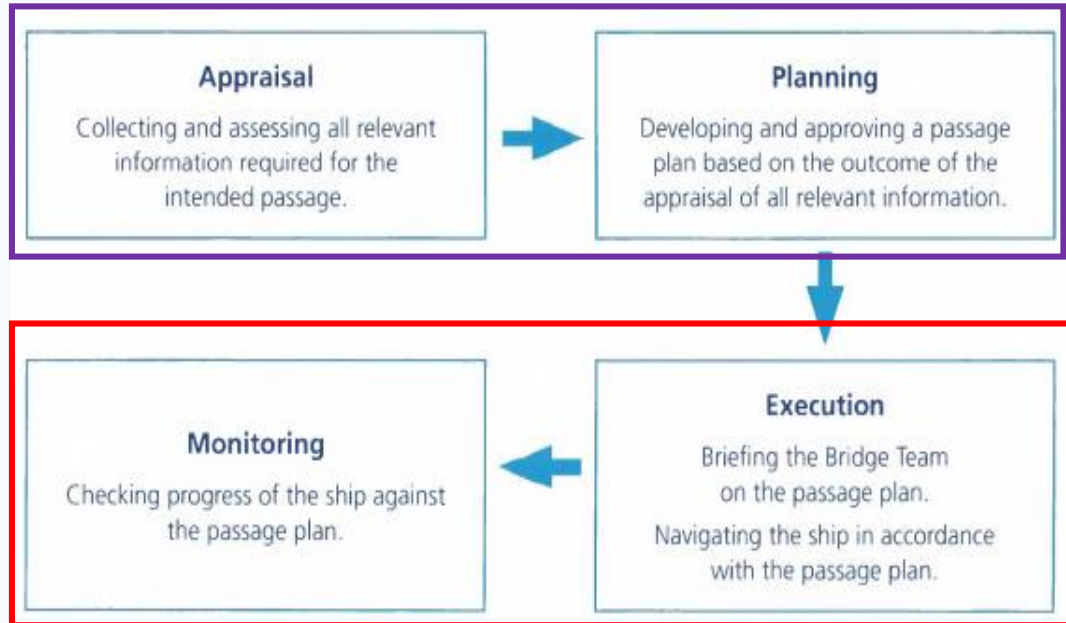 Appraisal
Collecting and assessing all relevant
information required for the
intended passage.
Planning
Developing and approving a passage
plan based on the outcome of the
appraisal of all relevant information.
Monitoring
Checking progress of the ship against
the passage plan.
Execution
Briefing the Bridge Team
on the passage plan.
Navigating the ship in accordance
with the passage plan.